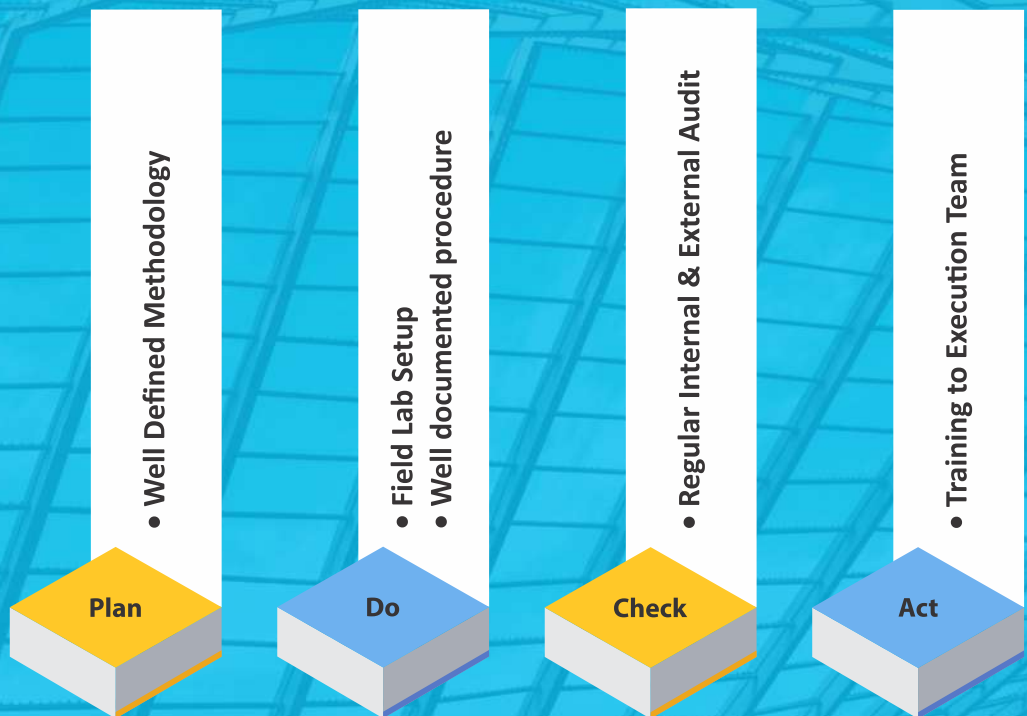 • Well Defined Methodology
Plan
• Field Lab Setup
• Well documented procedure
Do
• Regular Internal & External Audit
Check
• Training to Execution Team
Act